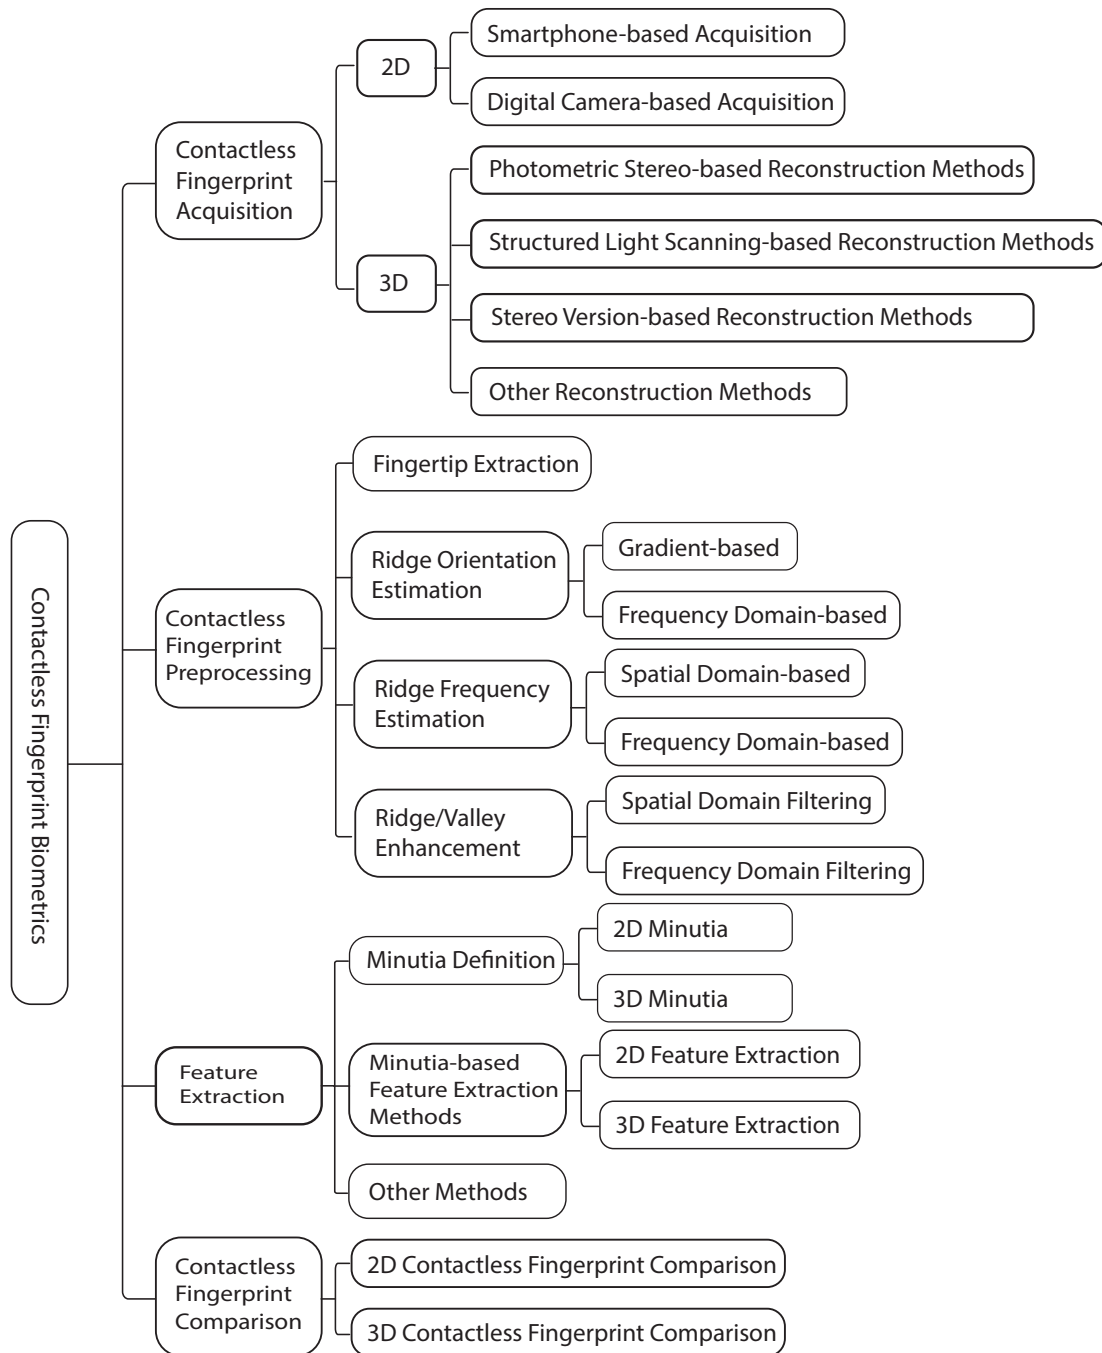 Contactless Fingerprint Biometrics
Contactless
Fingerprint
Acquisition
2D
Smartphone-based Acquisition
Digital Camera-based Acquisition
3D
Photometric Stereo-based Reconstruction Methods
Structured Light Scanning-based Reconstruction Methods
Stereo Version-based Reconstruction Methods
Other Reconstruction Methods
Contactless
Fingerprint
Preprocessing
Fingertip Extraction
Ridge Orientation
Estimation
Gradient-based
Frequency Domain-based
Ridge Frequency
Estimation
Spatial Domain-based
Frequency Domain-based
Ridge/Valley
Enhancement
Spatial Domain Filtering
Frequency Domain Filtering
Feature
Extraction
Minutia Definition
2D Minutia
3D Minutia
Minutia-based
Feature Extraction
Methods
2D Feature Extraction
3D Feature Extraction
Other Methods
Contactless
Fingerprint
Comparison
2D Contactless Fingerprint Comparison
3D Contactless Fingerprint Comparison